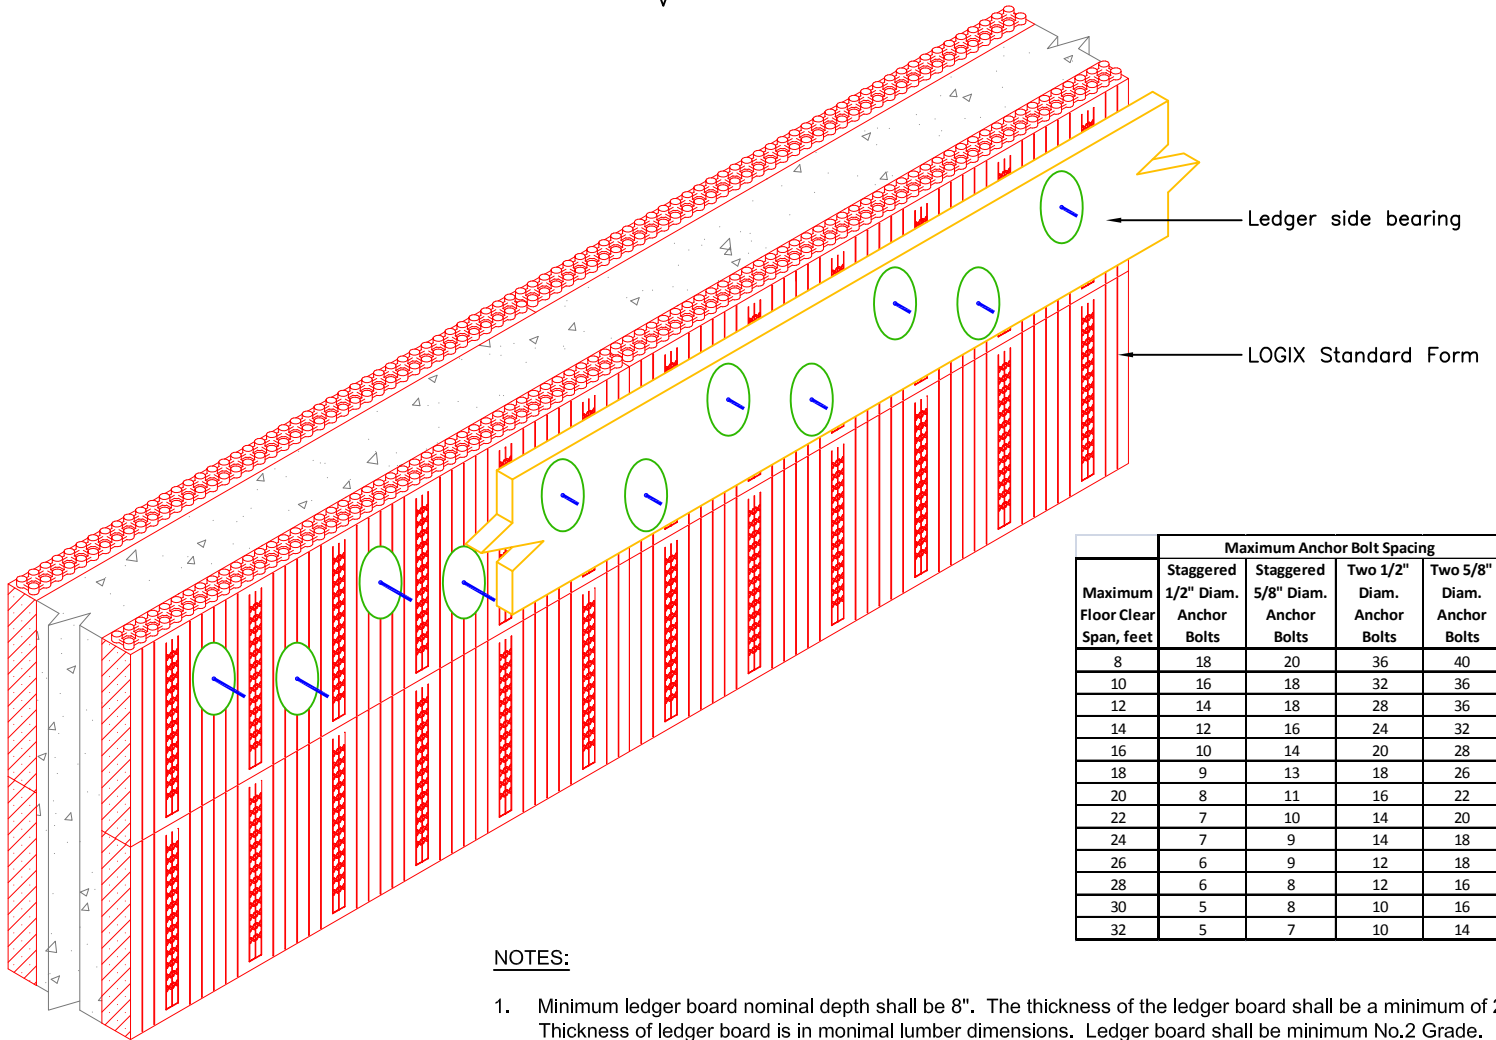 Ledger side bearing
LOGIX Standard Form
Maximum Anchor Bolt Spacing
Maximum Floor Clear Span, feet | Staggered 1/2" Diam. Anchor Bolts | Staggered 5/8" Diam. Anchor Bolts | Two 1/2" Diam. Anchor Bolts | Two 5/8" Diam. Anchor Bolts
8 18 20 36 40
10 16 18 32 36
12 14 18 28 36
14 12 16 24 32
16 10 14 20 28
18 9 13 18 26
20 8 11 16 22
22 7 10 14 20
24 7 9 14 18
26 6 9 12 18
28 6 8 12 16
30 5 8 10 16
32 5 7 10 14
NOTES:
1. Minimum ledger board nominal depth shall be 8". The thickness of the ledger board shall be a minimum of 2
Thickness of ledger board is in monimal lumber dimensions. Ledger board shall be minimum No.2 Grade.